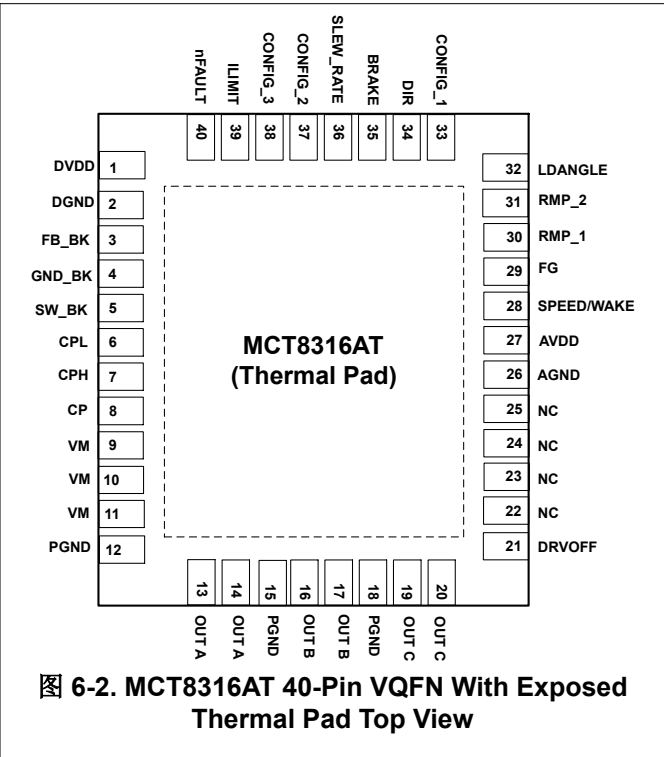 nFAULT
ILIMIT
CONFIG_3
CONFIG_2
SLEW_RATE
BRAKE
DIR
CONFIG_1
40
39
38
37
36
35
34
33
DVDD 1
DGND 2
FB_BK 3
GND_BK 4
SW_BK 5
CPL 6
CPH 7
CP 8
VM 9
VM 10
VM 11
PGND 12
MCT8316AT
(Thermal Pad)
32 LDANGLE
31 RMP_2
30 RMP_1
29 FG
28 SPEED/WAKE
27 AVDD
26 AGND
25 NC
24 NC
23 NC
22 NC
21 DRVOFF
13
14
15
16
17
18
19
20
OUT A
OUT A
PGND
OUT B
OUT B
PGND
OUT C
OUT C
图 6-2. MCT8316AT 40-Pin VQFN With Exposed
Thermal Pad Top View